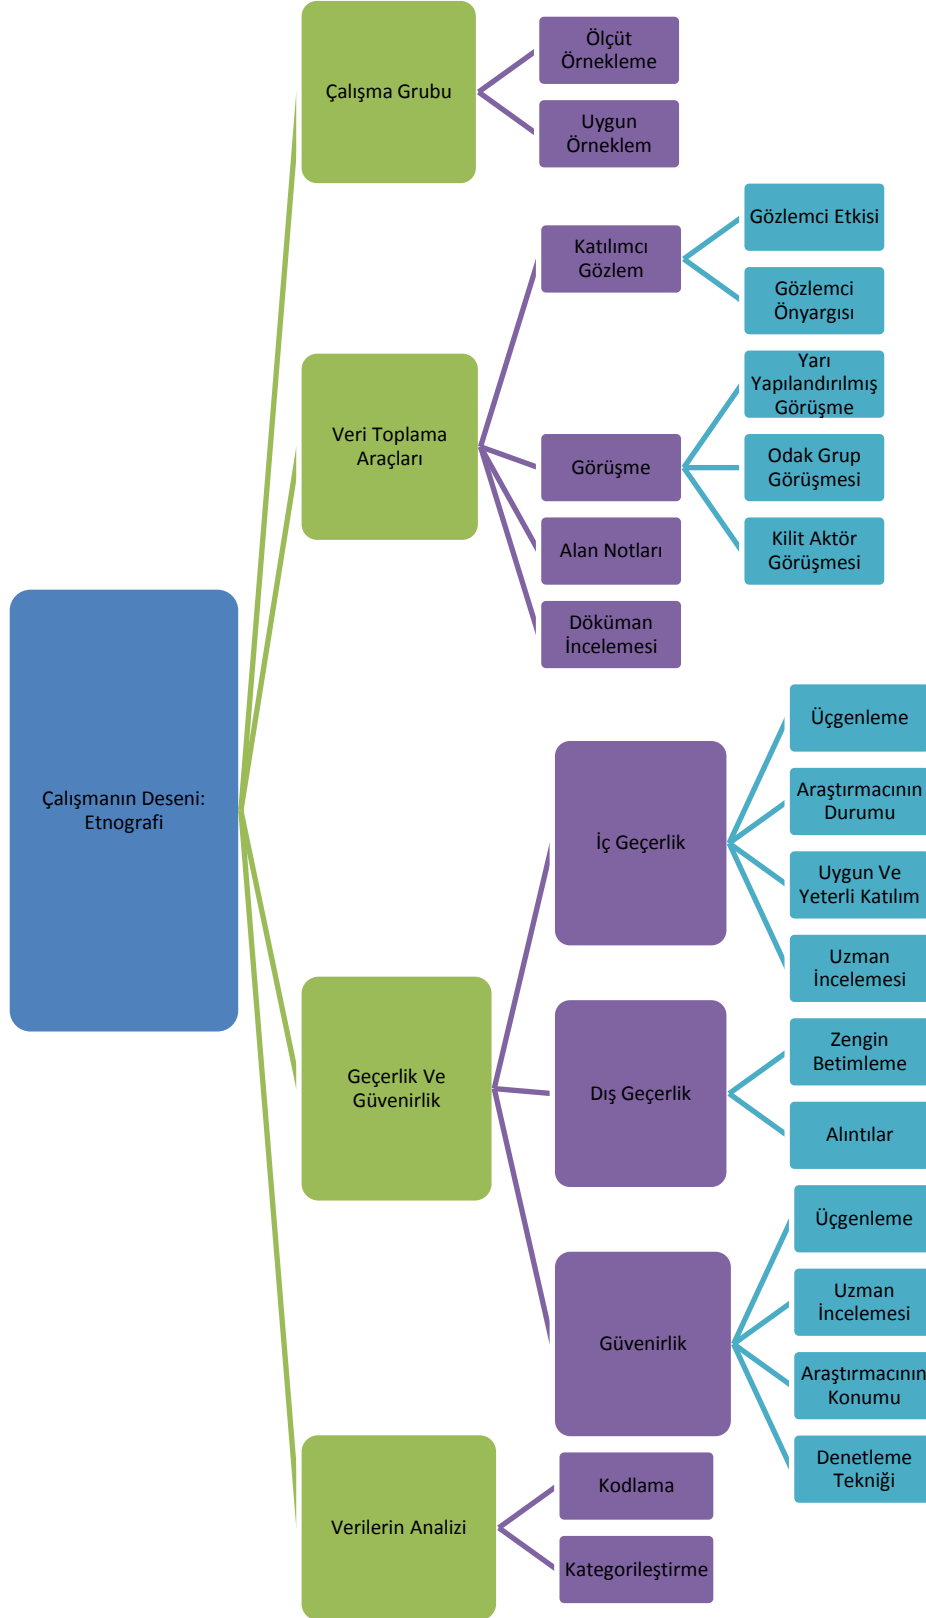 Çalışmanın Deseni:
Etnografi
Çalışma Grubu
Ölçüt
Örnekleme
Uygun
Örneklem
Veri Toplama
Araçları
Katılımcı
Gözlem
Gözlemci Etkisi
Gözlemci
Önyargısı
Görüşme
Yarı
Yapılandırılmış
Görüşme
Odak Grup
Görüşmesi
Kilit Aktör
Görüşmesi
Alan Notları
Döküman
İncelemesi
Geçerlik Ve
Güvenirlik
İç Geçerlik
Üçgenleme
Araştırmacının
Durumu
Uygun Ve
Yeterli Katılım
Uzman
İncelemesi
Dış Geçerlik
Zengin
Betimleme
Alıntılar
Güvenirlik
Üçgenleme
Uzman
İncelemesi
Araştırmacının
Konumu
Denetleme
Tekniği
Verilerin Analizi
Kodlama
Kategorileştirme